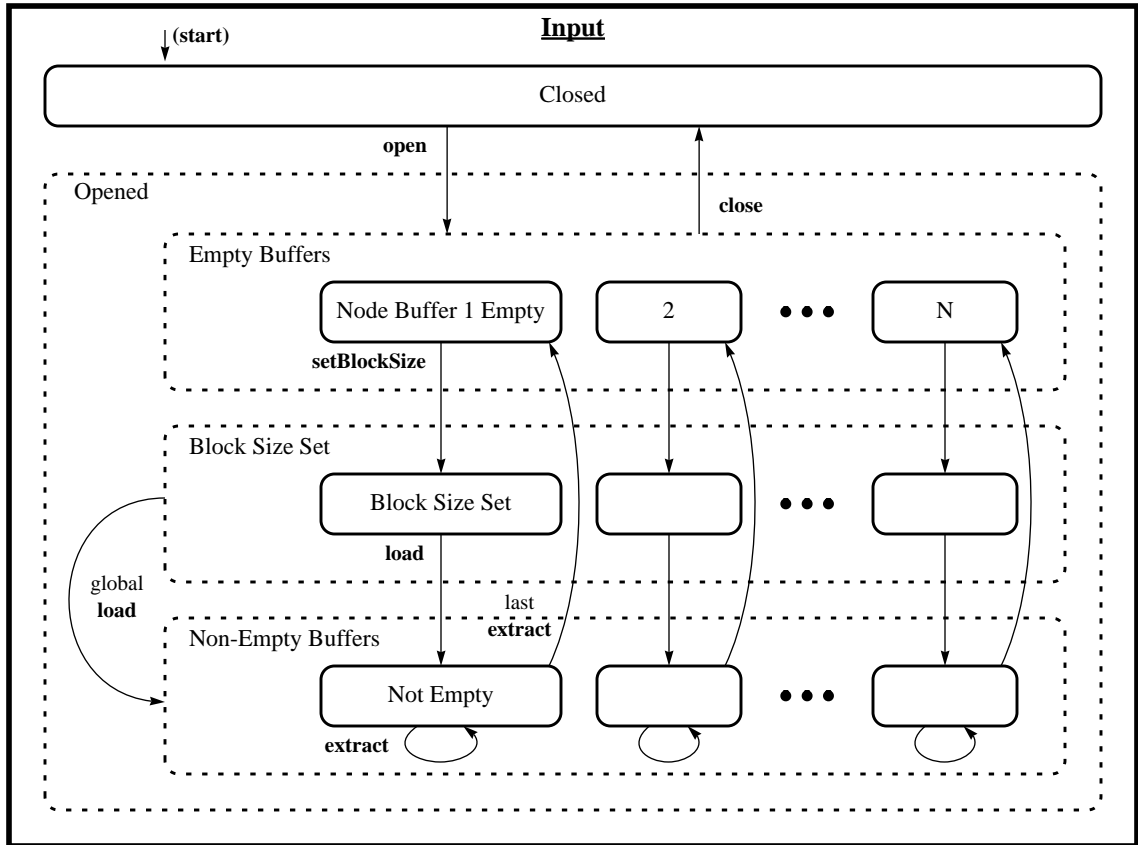 Input
(start)
Closed
open
Opened
close
Empty Buffers
Node Buffer 1 Empty
2
N
setBlockSize
Block Size Set
Block Size Set
load
global
load
last
extract
Non-Empty Buffers
Not Empty
extract